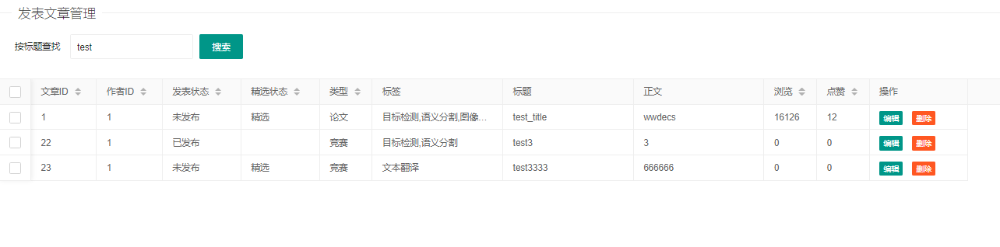 发表文章管理
按标题查找 test 搜索
文章ID 作者ID 发表状态 精选状态 类型 标签 标题 正文 浏览 点赞 操作
1 1 未发布 精选 论文 目标检测,语义分割,图像... test_title wwdecs 16126 12 编辑 删除
22 1 已发布 竞赛 目标检测,语义分割 test3 3 0 0 编辑 删除
23 1 未发布 精选 竞赛 文本翻译 test3333 666666 0 0 编辑 删除